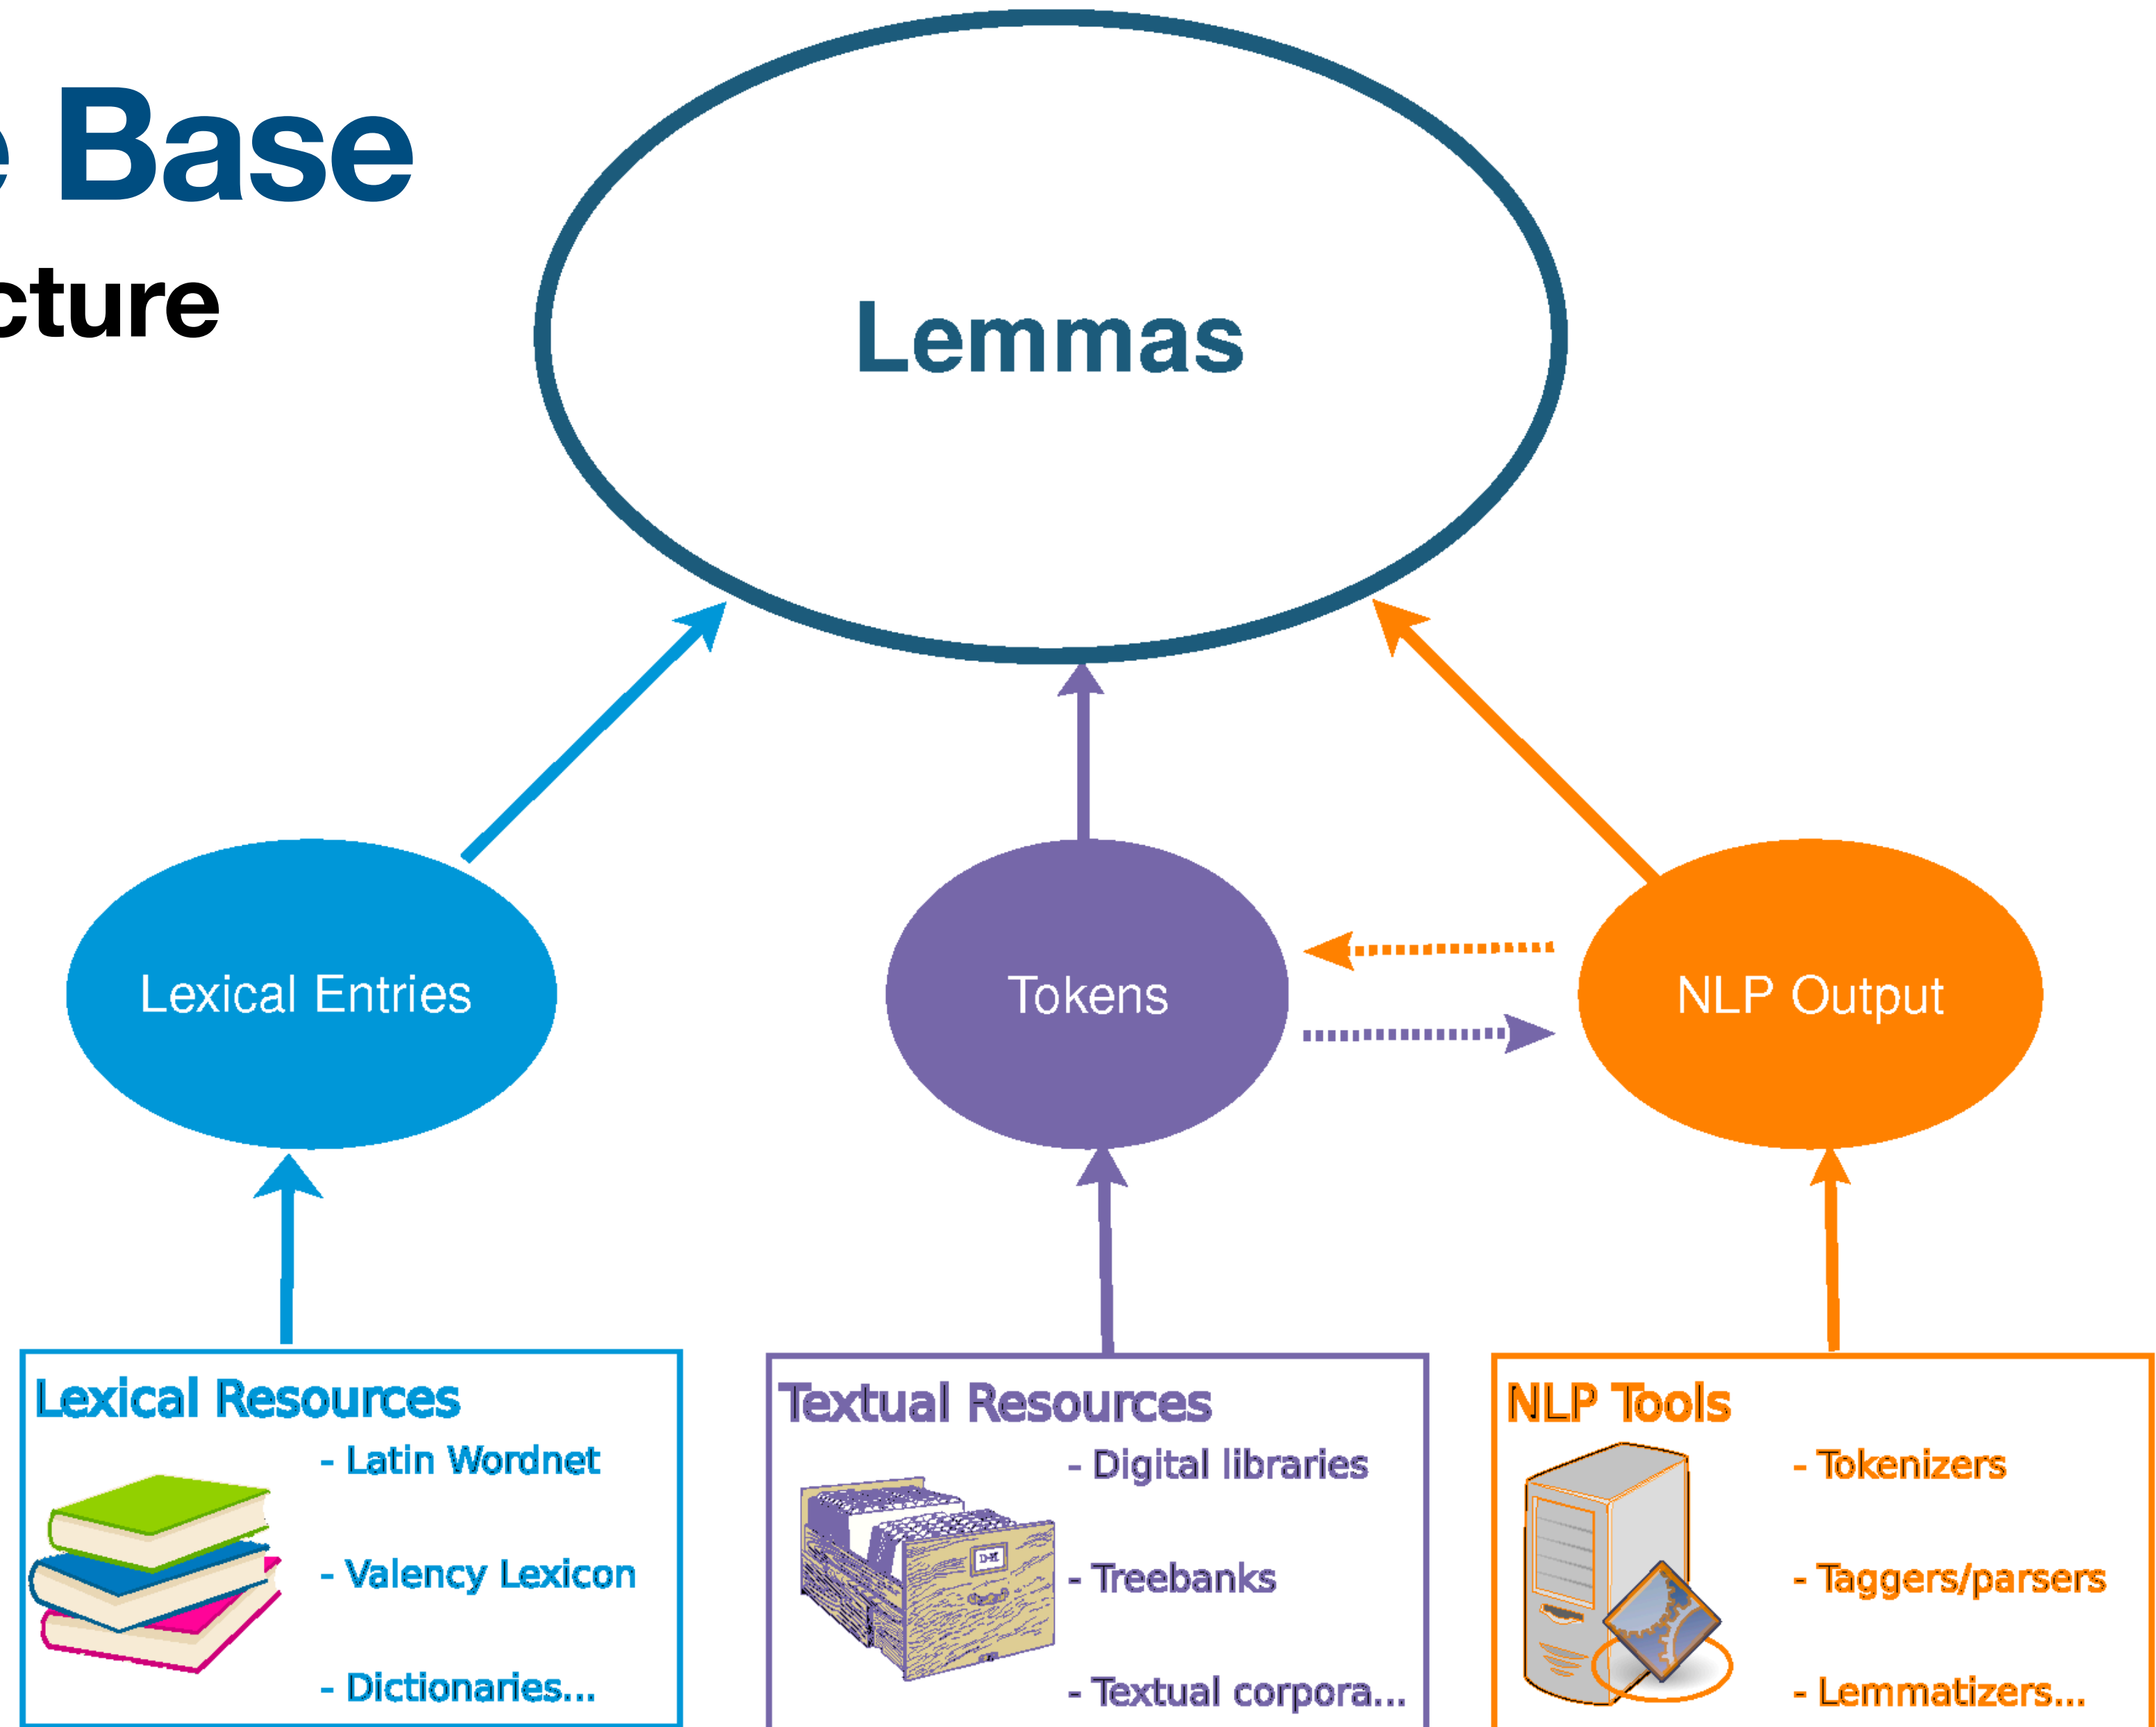 e Base
cture
Lemmas
Lexical Entries
Tokens
NLP Output
Lexical Resources
- Latin Wordnet
- Valency Lexicon
- Dictionaries...
Textual Resources
D-M
- Digital libraries
- Treebanks
- Textual corpora...
NLP Tools
- Tokenizers
- Taggers/parsers
- Lemmatizers...